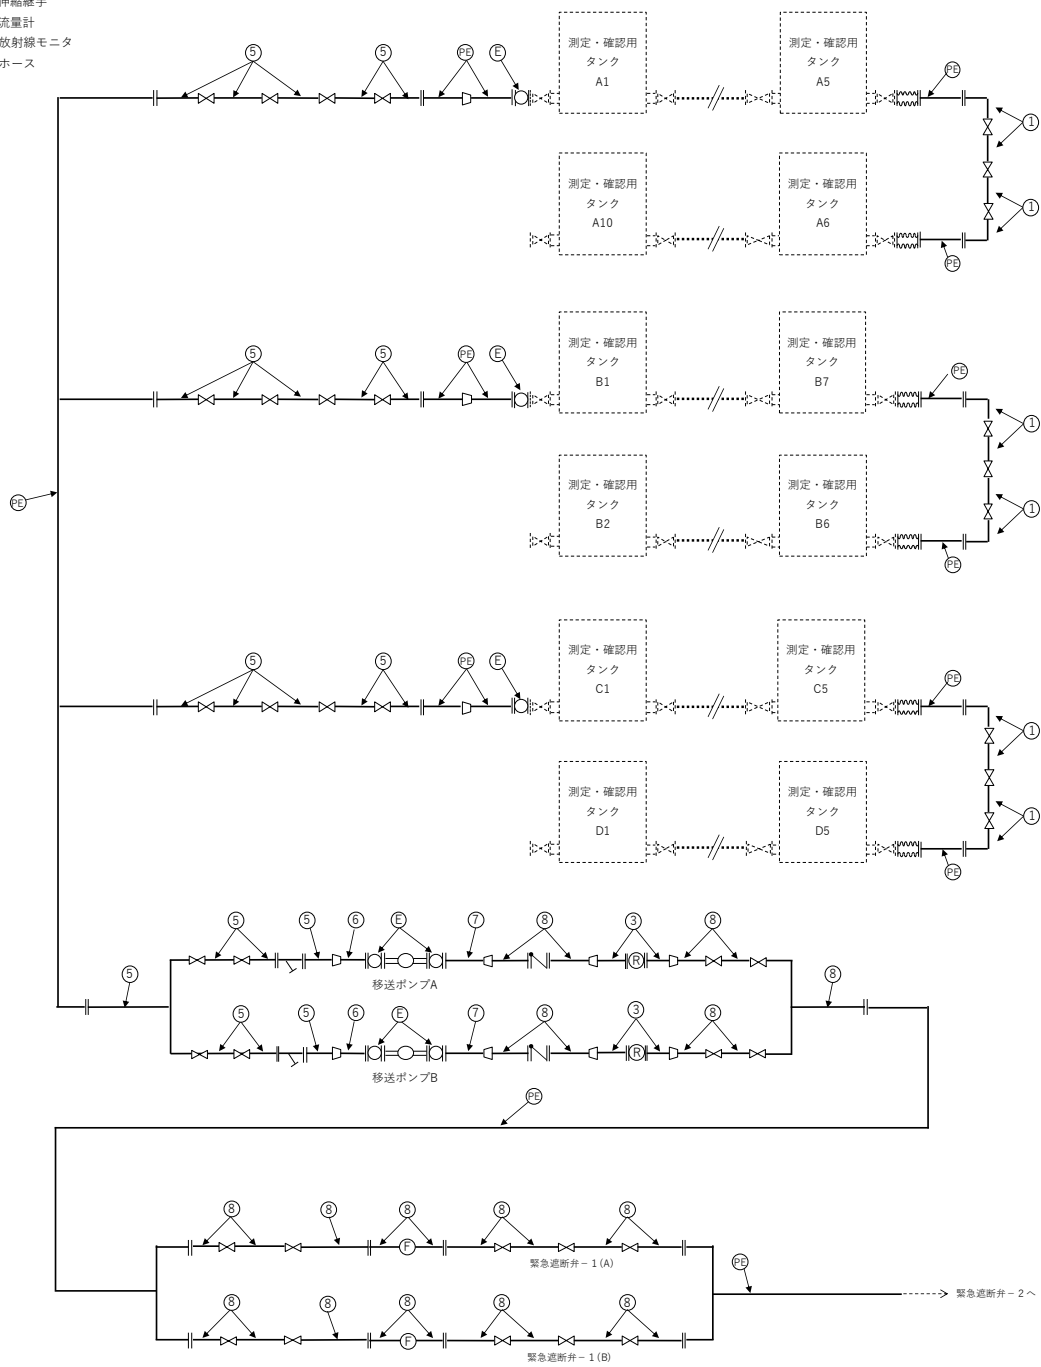 伸縮継手
流量計
放射線モニタ
ホース
5
5
PE
E
測定・確認用
タンク
A1
測定・確認用
タンク
A5
PE
1
測定・確認用
タンク
A10
測定・確認用
タンク
A6
1
PE
5
5
PE
E
測定・確認用
タンク
B1
測定・確認用
タンク
B7
PE
1
PE
測定・確認用
タンク
B2
測定・確認用
タンク
B6
1
PE
5
5
PE
E
測定・確認用
タンク
C1
測定・確認用
タンク
C5
PE
1
測定・確認用
タンク
D1
測定・確認用
タンク
D5
1
PE
5
5
6
E
7
8
3
8
R
移送ポンプA
5
8
5
5
6
E
7
8
3
8
R
移送ポンプB
PE
8
8
8
8
8
F
緊急遮断弁－1(A)
PE
緊急遮断弁－2へ
8
8
8
8
8
F
緊急遮断弁－1(B)